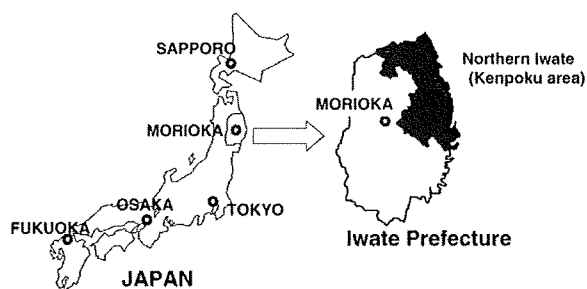 SAPPORO
MORIOKA
OSAKA
FUKUOKA
TOKYO
JAPAN
Northern Iwate
(Kenpoku area)
MORIOKA
Iwate Prefecture